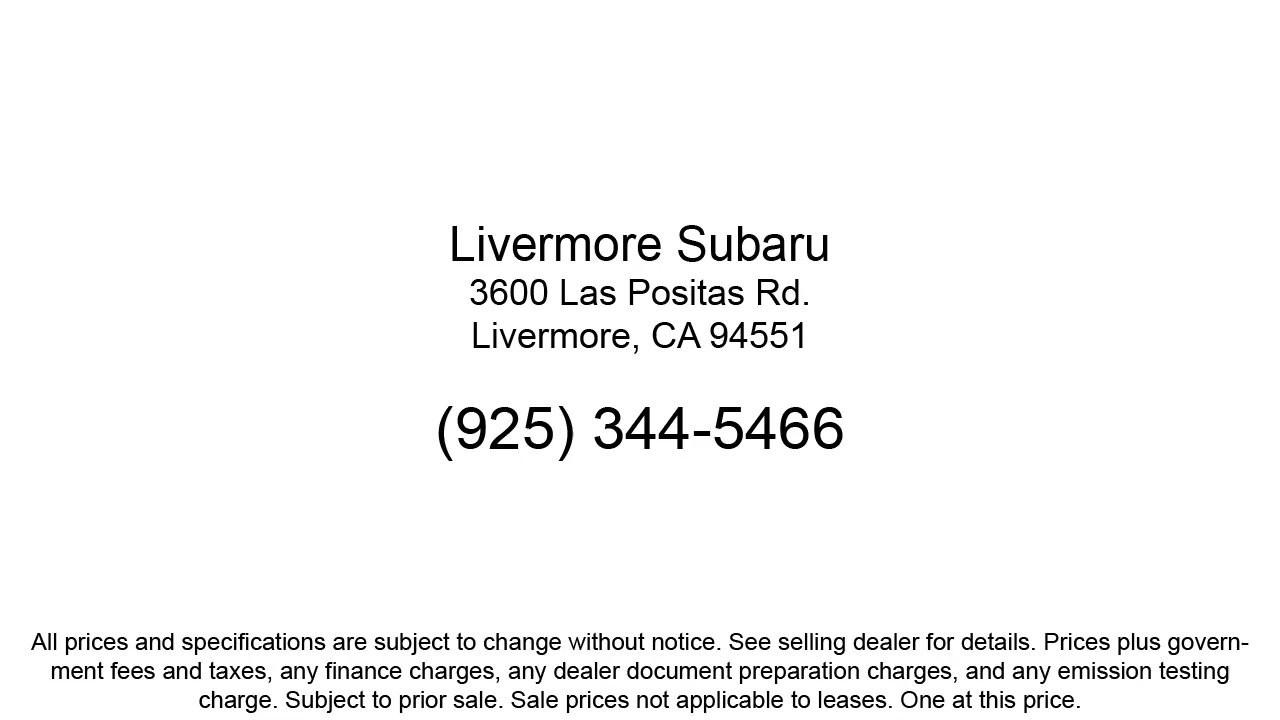 Livermore Subaru
3600 Las Positas Rd.
Livermore, CA 94551
(925) 344-5466
All prices and specifications are subject to change without notice. See selling dealer for details. Prices plus govern-
ment fees and taxes, any finance charges, any dealer document preparation charges, and any emission testing
charge. Subject to prior sale. Sale prices not applicable to leases. One at this price.